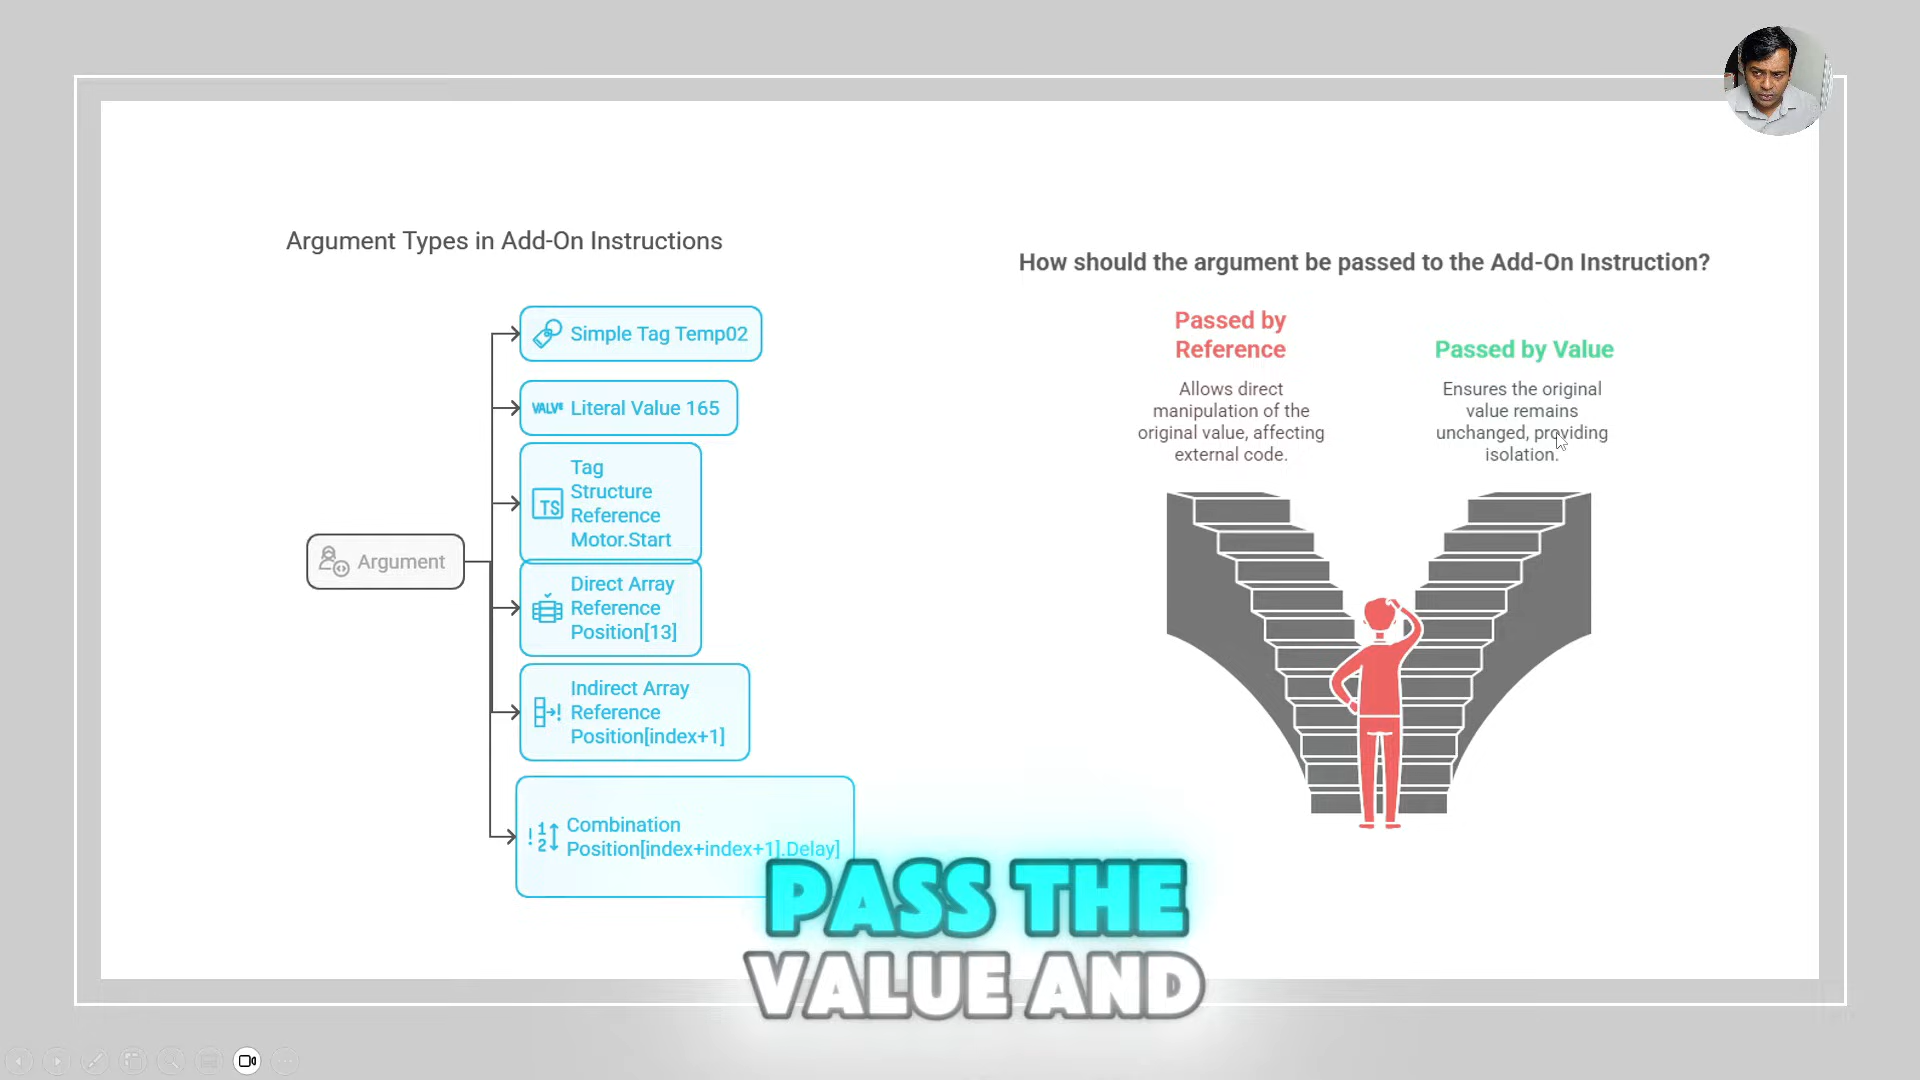 Argument Types in Add-On Instructions
Simple Tag Temp02
VALVE Literal Value 165
Tag
Structure
TS
Reference
Motor.Start
Argument
Direct Array
Reference
Position[13]
Indirect Array
Reference
Position[index+1]
1
2
Combination
Position[index+index+1].Delay]
How should the argument be passed to the Add-On Instruction?
Passed by
Reference
Allows direct
manipulation of the
original value, affecting
external code.
Passed by Value
Ensures the original
value remains
unchanged, providing
isolation.
PASS THE
VALUE AND